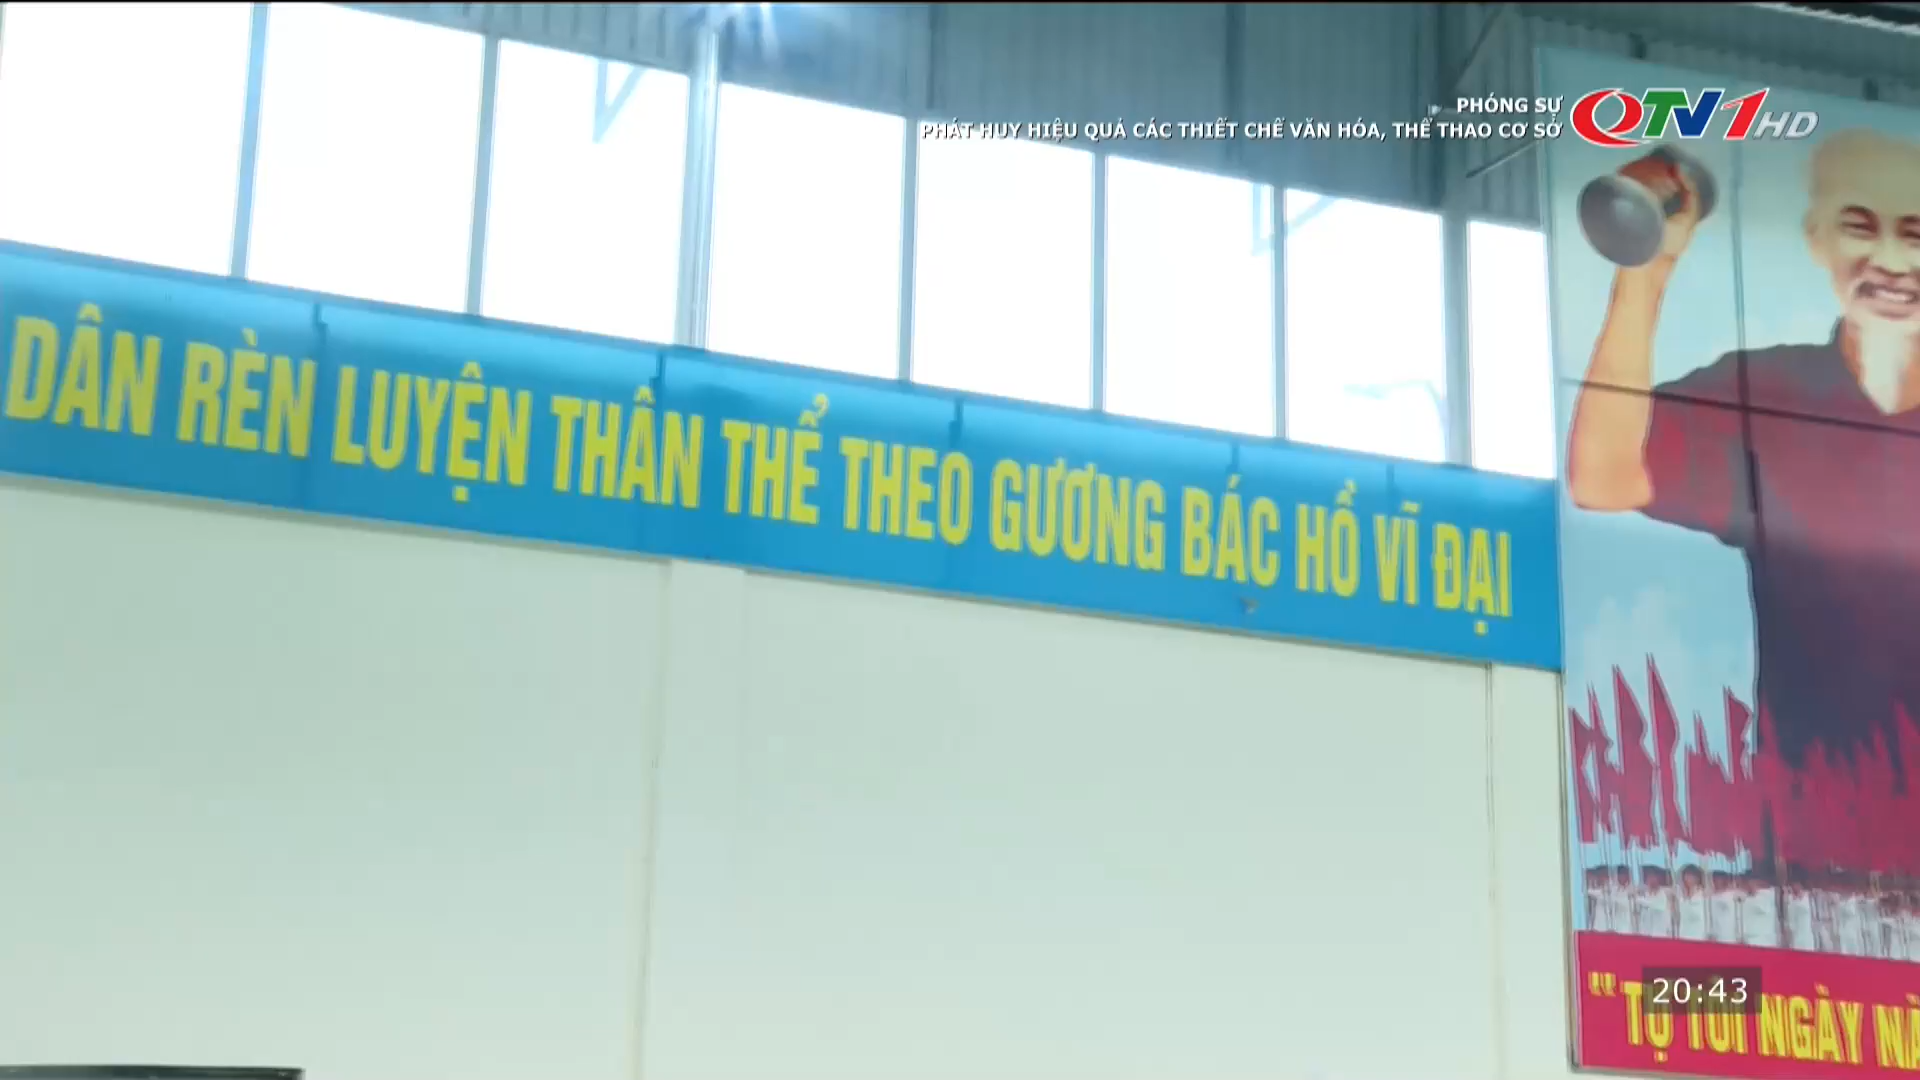 PHÓNG SỰ
PHÁT HUY HIỆU QUẢ CÁC THIẾT CHẾ VĂN HÓA, THỂ THAO CƠ SỞ
QTV1HD
DÂN RÈN LUYỆN THÂN THỂ THEO GƯƠNG BÁC HỒ VĨ ĐẠI
"TỰ TÔI NGÀY NÀ
20:43